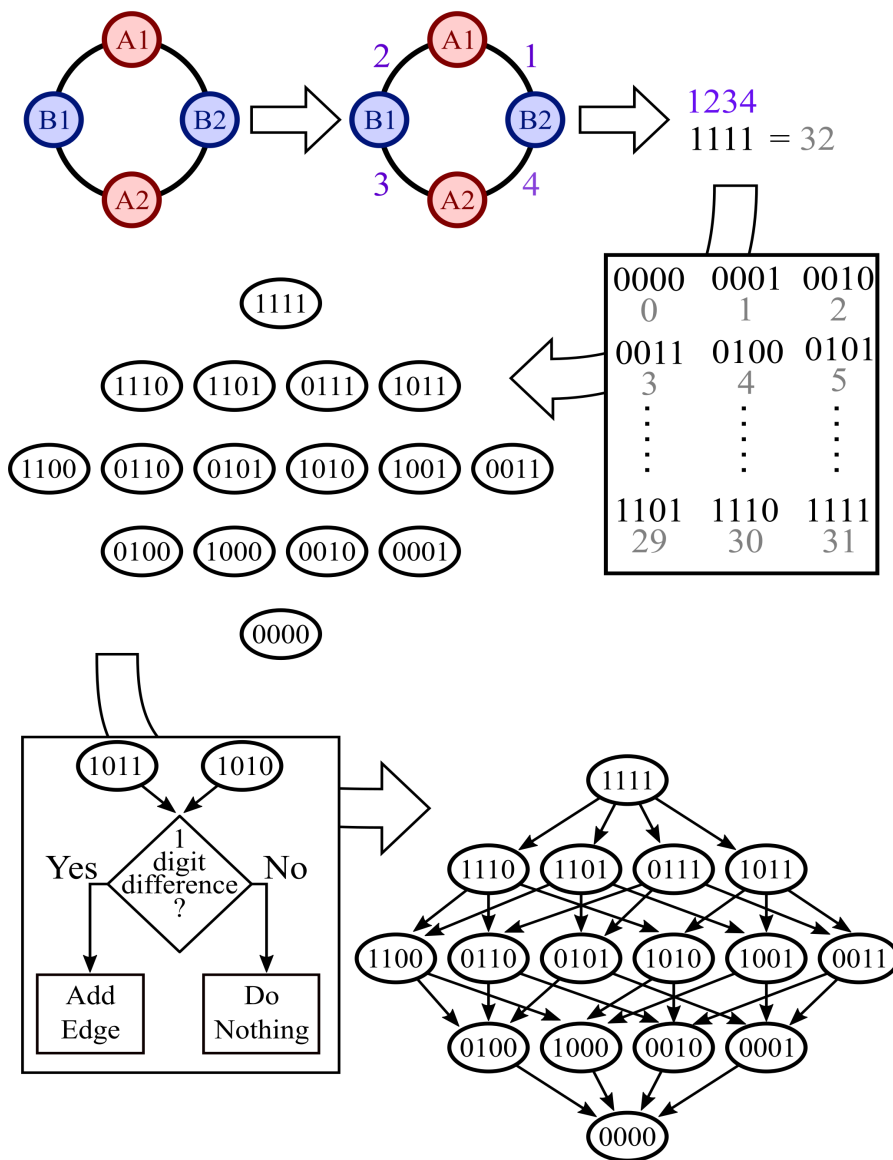 A1
B1 B2
A2
2 A1 1
B1 B2
3 A2 4
1234
1111 = 32
0000 0001 0010
0 1 2
0011 0100 0101
3 4 5
1101 1110 1111
29 30 31
1111
1110 1101 0111 1011
1100 0110 0101 1010 1001 0011
0100 1000 0010 0001
0000
1011 1010
1
digit
difference
?
Yes No
Add
Edge
Do
Nothing
1111
1110 1101 0111 1011
1100 0110 0101 1010 1001 0011
0100 1000 0010 0001
0000